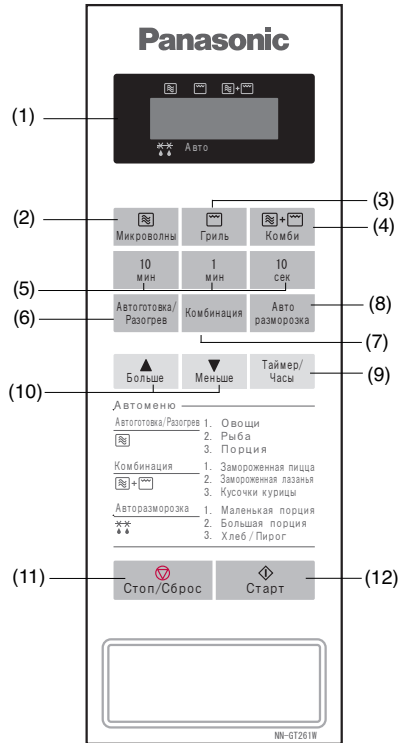 Panasonic
(1)
Авто
(3)
(2)
(4)
Микроволны Гриль Комби
10 мин
1 мин
10 сек
(5)
(6)
(8)
Автоготовка/
Разогрев
Комбинация
Авто
разморозка
(7)
(9)
(10)
Больше
Меньше
Таймер/
Часы
Автоменю
Автоготовка/Разогрев 1. Овощи
2. Рыба
3. Порция
Комбинация 1. Замороженная пицца
2. Замороженная лазанья
3. Кусочки курицы
Авторазморозка 1. Маленькая порция
2. Большая порция
3. Хлеб/Пирог
(11)
(12)
Стоп/Сброс
Старт
NN-GT261W